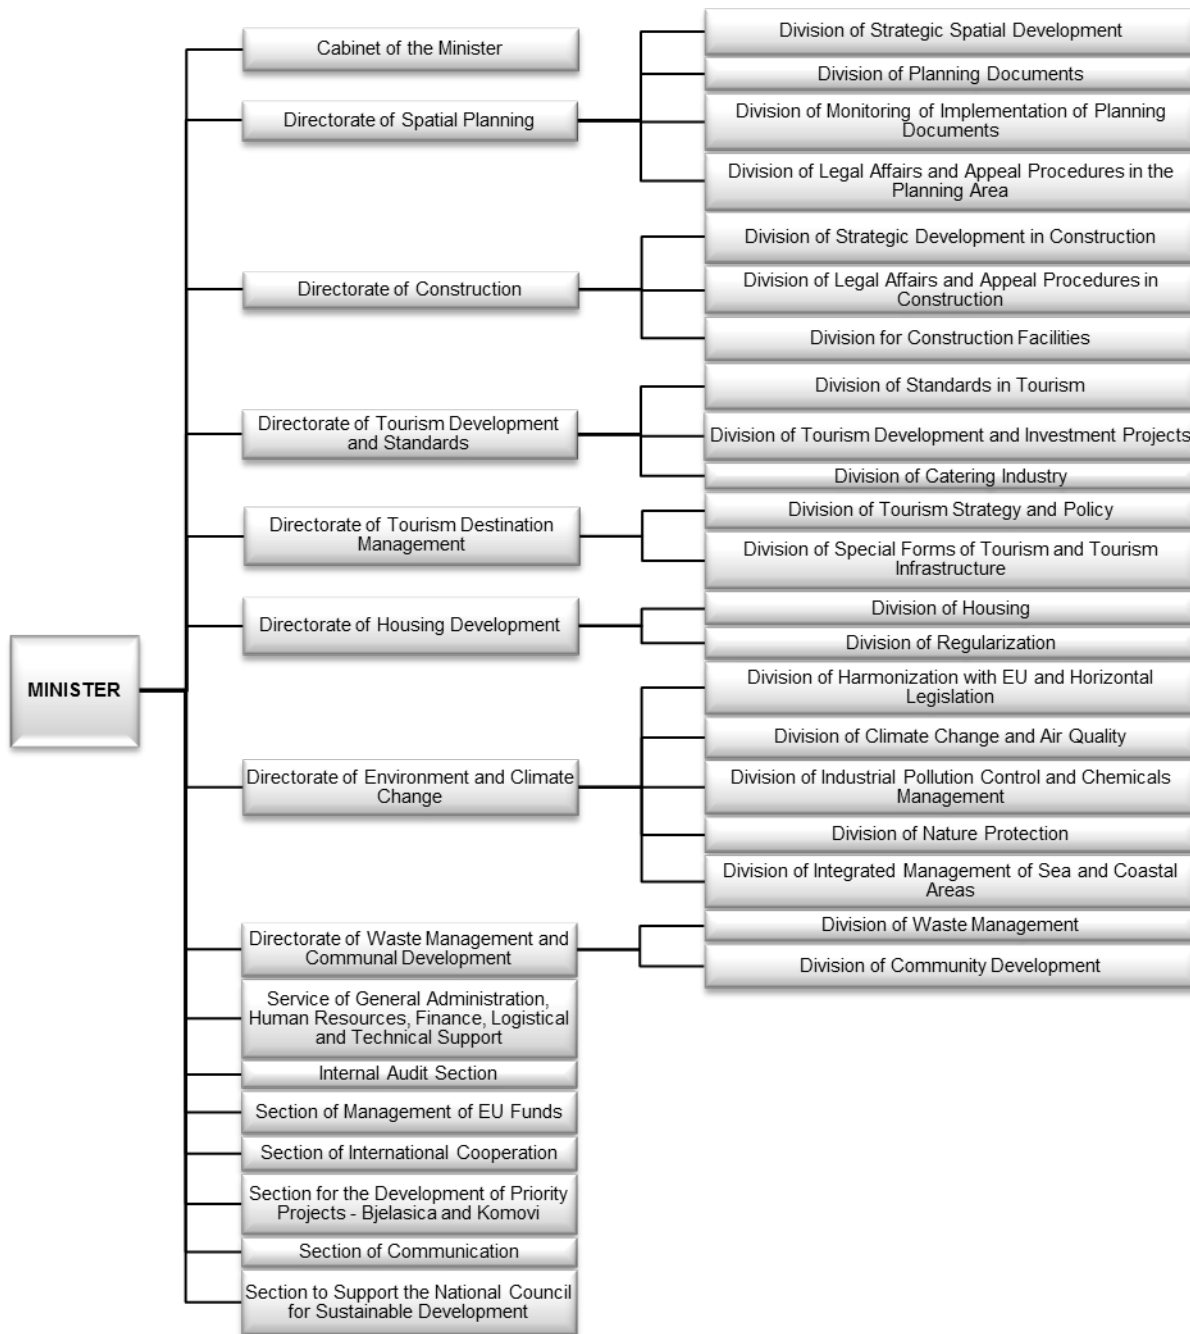 MINISTER
Cabinet of the Minister
Directorate of Spatial Planning
Division of Strategic Spatial Development
Division of Planning Documents
Division of Monitoring of Implementation of Planning
Documents
Division of Legal Affairs and Appeal Procedures in the
Planning Area
Directorate of Construction
Division of Strategic Development in Construction
Division of Legal Affairs and Appeal Procedures in
Construction
Division for Construction Facilities
Directorate of Tourism Development
and Standards
Division of Standards in Tourism
Division of Tourism Development and Investment Projects
Division of Catering Industry
Directorate of Tourism Destination
Management
Division of Tourism Strategy and Policy
Division of Special Forms of Tourism and Tourism
Infrastructure
Directorate of Housing Development
Division of Housing
Division of Regularization
Directorate of Environment and Climate
Change
Division of Harmonization with EU and Horizontal
Legislation
Division of Climate Change and Air Quality
Division of Industrial Pollution Control and Chemicals
Management
Division of Nature Protection
Division of Integrated Management of Sea and Coastal
Areas
Directorate of Waste Management and
Communal Development
Division of Waste Management
Division of Community Development
Service of General Administration,
Human Resources, Finance, Logistical
and Technical Support
Internal Audit Section
Section of Management of EU Funds
Section of International Cooperation
Section for the Development of Priority
Projects - Bjelasica and Komovi
Section of Communication
Section to Support the National Council
for Sustainable Development